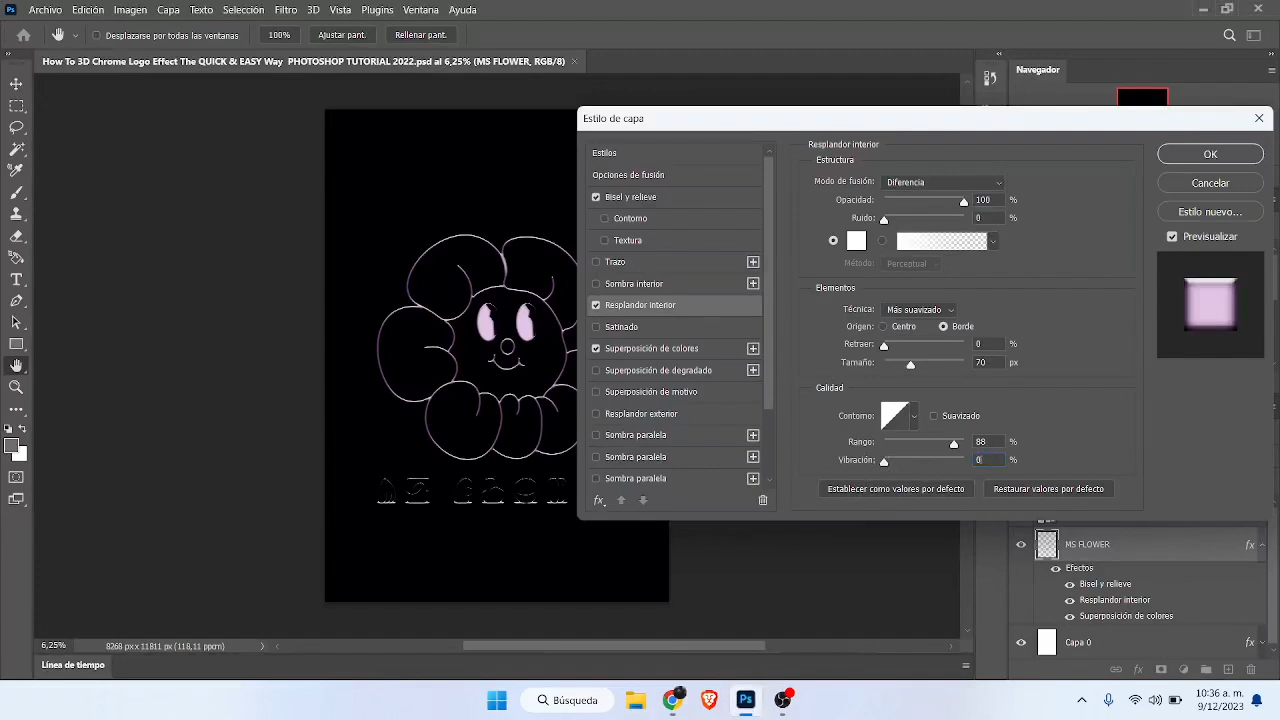 Archivo Edición Imagen Capa Texto Selección Filtro 3D Vista Plugins Ventana Ayuda
Desplazarse por todas las ventanas 100% Ajustar pant. Rellenar pant.
How To 3D Chrome Logo Effect The QUICK & EASY Way PHOTOSHOP TUTORIAL 2022.psd al 6,25% (MS FLOWER, RGB/8)
Navegador
Estilo de capa
Estilos
Opciones de fusión
Bisel y relieve
Contorno
Textura
Trazo
Sombra interior
Resplandor interior
Satinado
Superposición de colores
Superposición de degradado
Superposición de motivo
Resplandor exterior
Sombra paralela
Sombra paralela
Sombra paralela
fx
Resplandor interior
Estructura
Modo de fusión: Diferencia
Opacidad: 100 %
Ruido: 0 %
Método: Perceptual
Elementos
Técnica: Más suavizado
Origen: Centro Borde
Retraer: 0 %
Tamaño: 70 px
Calidad
Contorno: Suavizado
Rango: 88 %
Vibración: 0 %
Establecer como valores por defecto Restaurar valores por defecto
OK
Cancelar
Estilo nuevo...
Previsualizar
MS FLOWER fx
Efectos
Bisel y relieve
Resplandor interior
Superposición de colores
Capa 0 fx
6,25% 8268 px x 11811 px (118,11 ppcm)
Línea de tiempo
Búsqueda
10:36 a. m.
9/12/2023